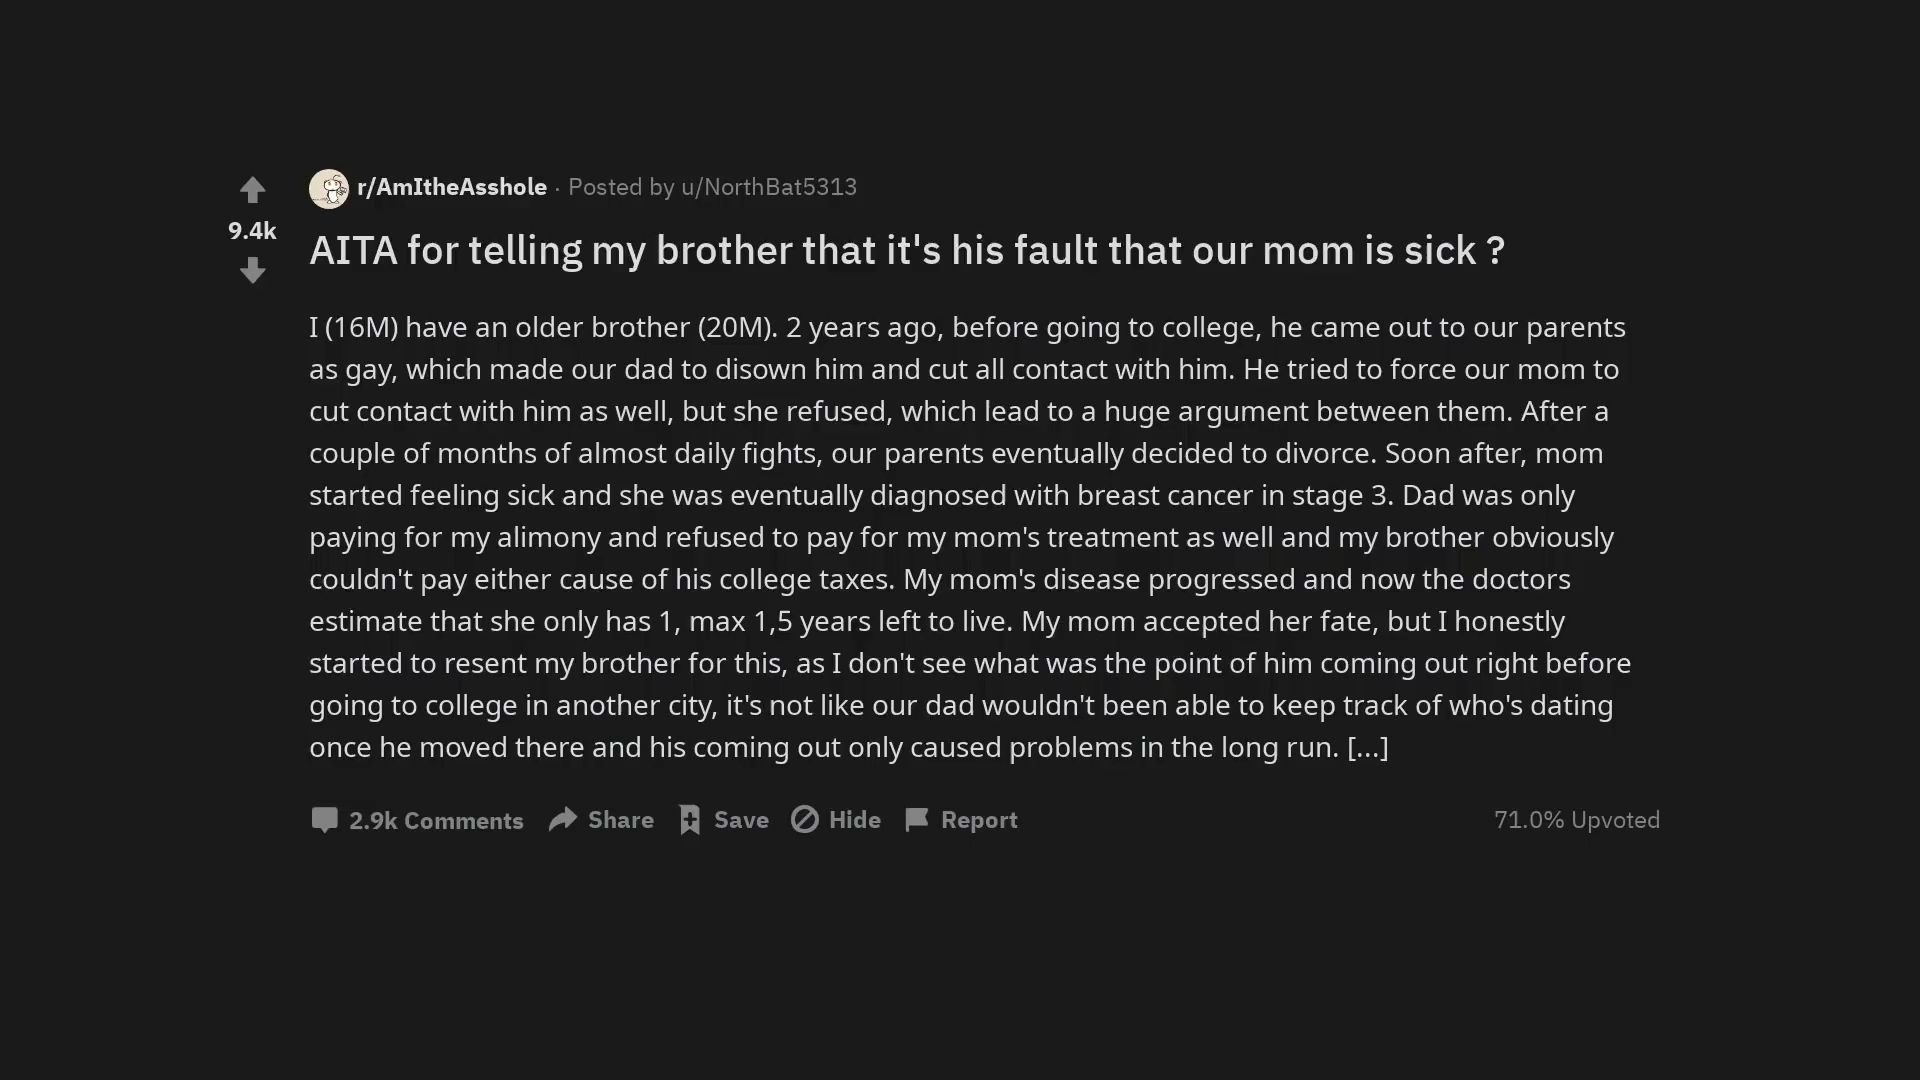 r/AmItheAsshole · Posted by u/NorthBat5313
9.4k
AITA for telling my brother that it's his fault that our mom is sick ?
I (16M) have an older brother (20M). 2 years ago, before going to college, he came out to our parents
as gay, which made our dad to disown him and cut all contact with him. He tried to force our mom to
cut contact with him as well, but she refused, which lead to a huge argument between them. After a
couple of months of almost daily fights, our parents eventually decided to divorce. Soon after, mom
started feeling sick and she was eventually diagnosed with breast cancer in stage 3. Dad was only
paying for my alimony and refused to pay for my mom's treatment as well and my brother obviously
couldn't pay either cause of his college taxes. My mom's disease progressed and now the doctors
estimate that she only has 1, max 1,5 years left to live. My mom accepted her fate, but I honestly
started to resent my brother for this, as I don't see what was the point of him coming out right before
going to college in another city, it's not like our dad wouldn't been able to keep track of who's dating
once he moved there and his coming out only caused problems in the long run. [...]
2.9k Comments Share Save Hide Report 71.0% Upvoted